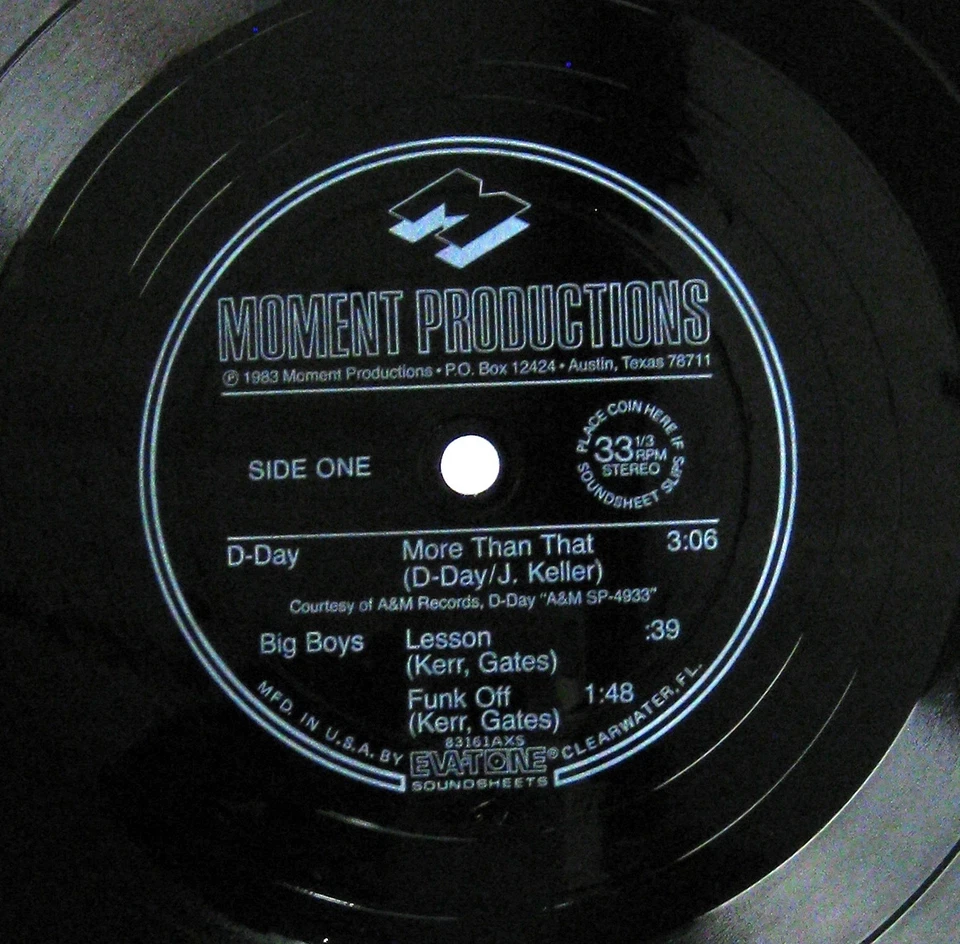 MOMENT PRODUCTIONS
℗ 1983 Moment Productions • P.O. Box 12424 • Austin, Texas 78711
SIDE ONE
PLACE COIN HERE IF
33 1/3
RPM
STEREO
SOUNDSHEET SLIPS
D-Day More Than That 3:06
(D-Day/J. Keller)
Courtesy of A&M Records, D-Day "A&M SP-4933"
Big Boys Lesson :39
(Kerr, Gates)
Funk Off 1:48
(Kerr, Gates)
83161AXS
MFD. IN U.S.A. BY EVA-TONE® CLEARWATER, FL.
SOUNDSHEETS